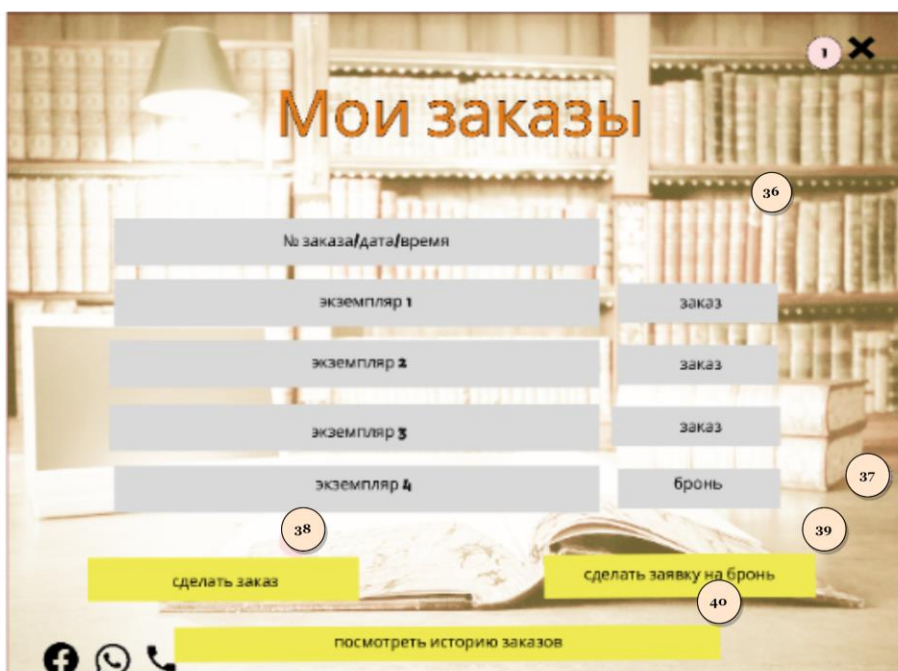 1
Мои заказы
36
№ заказа/дата/время
экземпляр 1
заказ
экземпляр 2
заказ
экземпляр 3
заказ
экземпляр 4
бронь
37
38
39
сделать заказ
сделать заявку на бронь
40
посмотреть историю заказов